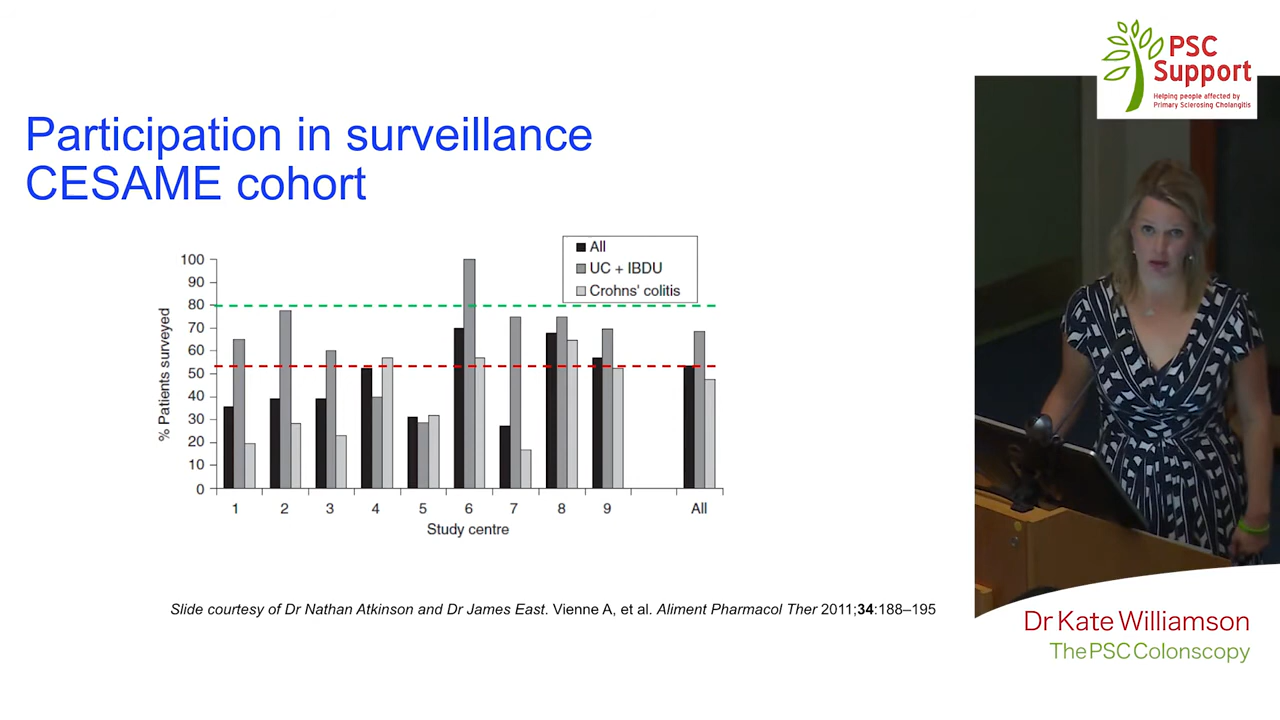 PSC
Support
Helping people affected by
Primary Sclerosing Cholangitis
Participation in surveillance
CESAME cohort
All
UC + IBDU
Crohns' colitis
% Patients surveyed
100
90
80
70
60
50
40
30
20
10
0
1 2 3 4 5 6 7 8 9 All
Study centre
Slide courtesy of Dr Nathan Atkinson and Dr James East. Vienne A, et al. Aliment Pharmacol Ther 2011;34:188–195
Dr Kate Williamson
The PSC Colonscopy